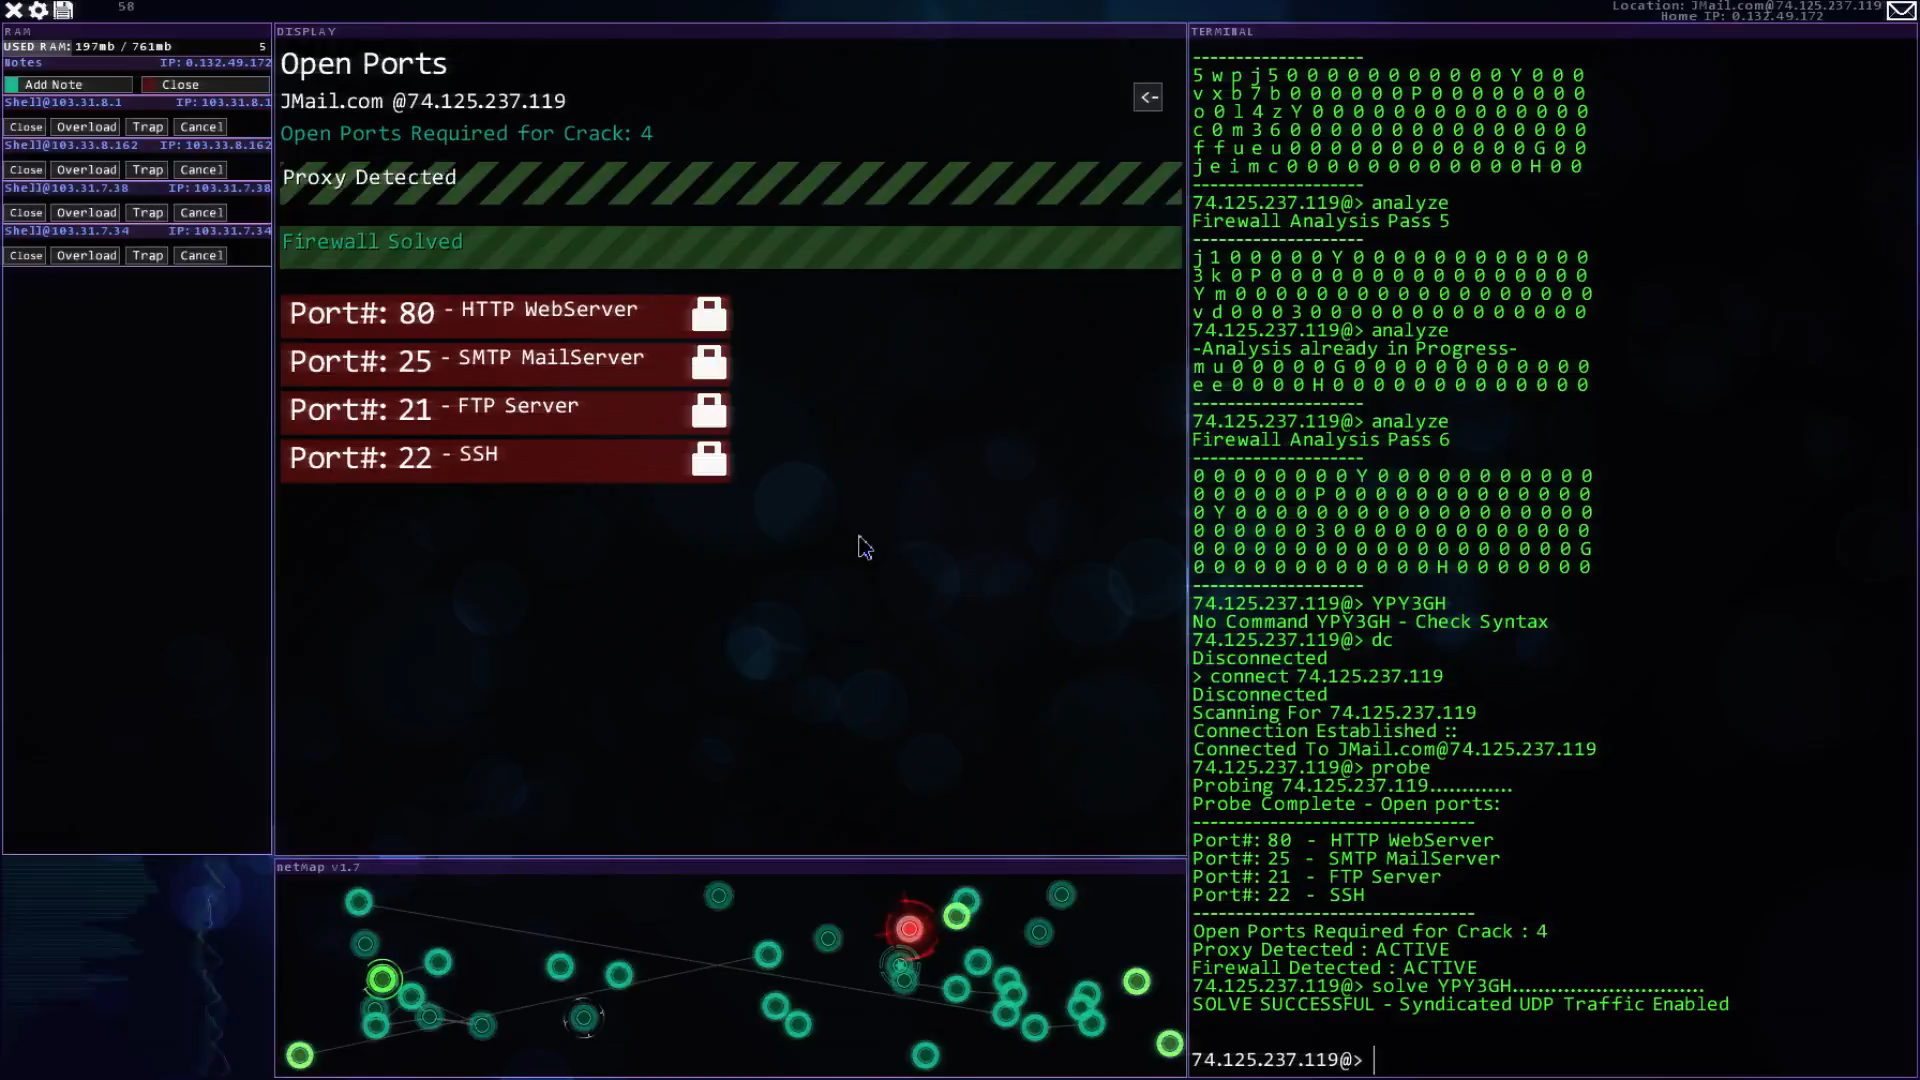 58
Location: JMail.com@74.125.237.119
Home IP: 0.132.49.172
RAM
USED RAM: 197mb / 761mb 5
Notes IP: 0.132.49.172
Add Note Close
Shell@103.31.8.1 IP: 103.31.8.1
Close Overload Trap Cancel
Shell@103.33.8.162 IP: 103.33.8.162
Close Overload Trap Cancel
Shell@103.31.7.38 IP: 103.31.7.38
Close Overload Trap Cancel
Shell@103.31.7.34 IP: 103.31.7.34
Close Overload Trap Cancel
DISPLAY
Open Ports
JMail.com @74.125.237.119
<-
Open Ports Required for Crack: 4
Proxy Detected
Firewall Solved
Port#: 80 - HTTP WebServer
Port#: 25 - SMTP MailServer
Port#: 21 - FTP Server
Port#: 22 - SSH
netMap v1.7
TERMINAL
--------------------
5 w p j 5 0 0 0 0 0 0 0 0 0 0 0 Y 0 0 0
v x b 7 b 0 0 0 0 0 0 P 0 0 0 0 0 0 0 0
o 0 l 4 z Y 0 0 0 0 0 0 0 0 0 0 0 0 0 0
c 0 m 3 6 0 0 0 0 0 0 0 0 0 0 0 0 0 0 0
f f u e u 0 0 0 0 0 0 0 0 0 0 0 0 G 0 0
j e i m c 0 0 0 0 0 0 0 0 0 0 0 0 H 0 0
--------------------
74.125.237.119@> analyze
Firewall Analysis Pass 5
--------------------
j 1 0 0 0 0 0 Y 0 0 0 0 0 0 0 0 0 0 0 0
3 k 0 P 0 0 0 0 0 0 0 0 0 0 0 0 0 0 0 0
Y m 0 0 0 0 0 0 0 0 0 0 0 0 0 0 0 0 0 0
v d 0 0 0 3 0 0 0 0 0 0 0 0 0 0 0 0 0 0
74.125.237.119@> analyze
-Analysis already in Progress-
m u 0 0 0 0 0 G 0 0 0 0 0 0 0 0 0 0 0 0
e e 0 0 0 0 H 0 0 0 0 0 0 0 0 0 0 0 0 0
--------------------
74.125.237.119@> analyze
Firewall Analysis Pass 6
--------------------
0 0 0 0 0 0 0 0 Y 0 0 0 0 0 0 0 0 0 0 0
0 0 0 0 0 0 P 0 0 0 0 0 0 0 0 0 0 0 0 0
0 Y 0 0 0 0 0 0 0 0 0 0 0 0 0 0 0 0 0 0
0 0 0 0 0 0 3 0 0 0 0 0 0 0 0 0 0 0 0 0
0 0 0 0 0 0 0 0 0 0 0 0 0 0 0 0 0 0 0 G
0 0 0 0 0 0 0 0 0 0 0 0 H 0 0 0 0 0 0 0
--------------------
74.125.237.119@> YPY3GH
No Command YPY3GH - Check Syntax
74.125.237.119@> dc
Disconnected
> connect 74.125.237.119
Disconnected
Scanning For 74.125.237.119
Connection Established ::
Connected To JMail.com@74.125.237.119
74.125.237.119@> probe
Probing 74.125.237.119.............
Probe Complete - Open ports:
---------------------------------
Port#: 80 - HTTP WebServer
Port#: 25 - SMTP MailServer
Port#: 21 - FTP Server
Port#: 22 - SSH
---------------------------------
Open Ports Required for Crack : 4
Proxy Detected : ACTIVE
Firewall Detected : ACTIVE
74.125.237.119@> solve YPY3GH.............................
SOLVE SUCCESSFUL - Syndicated UDP Traffic Enabled
74.125.237.119@>